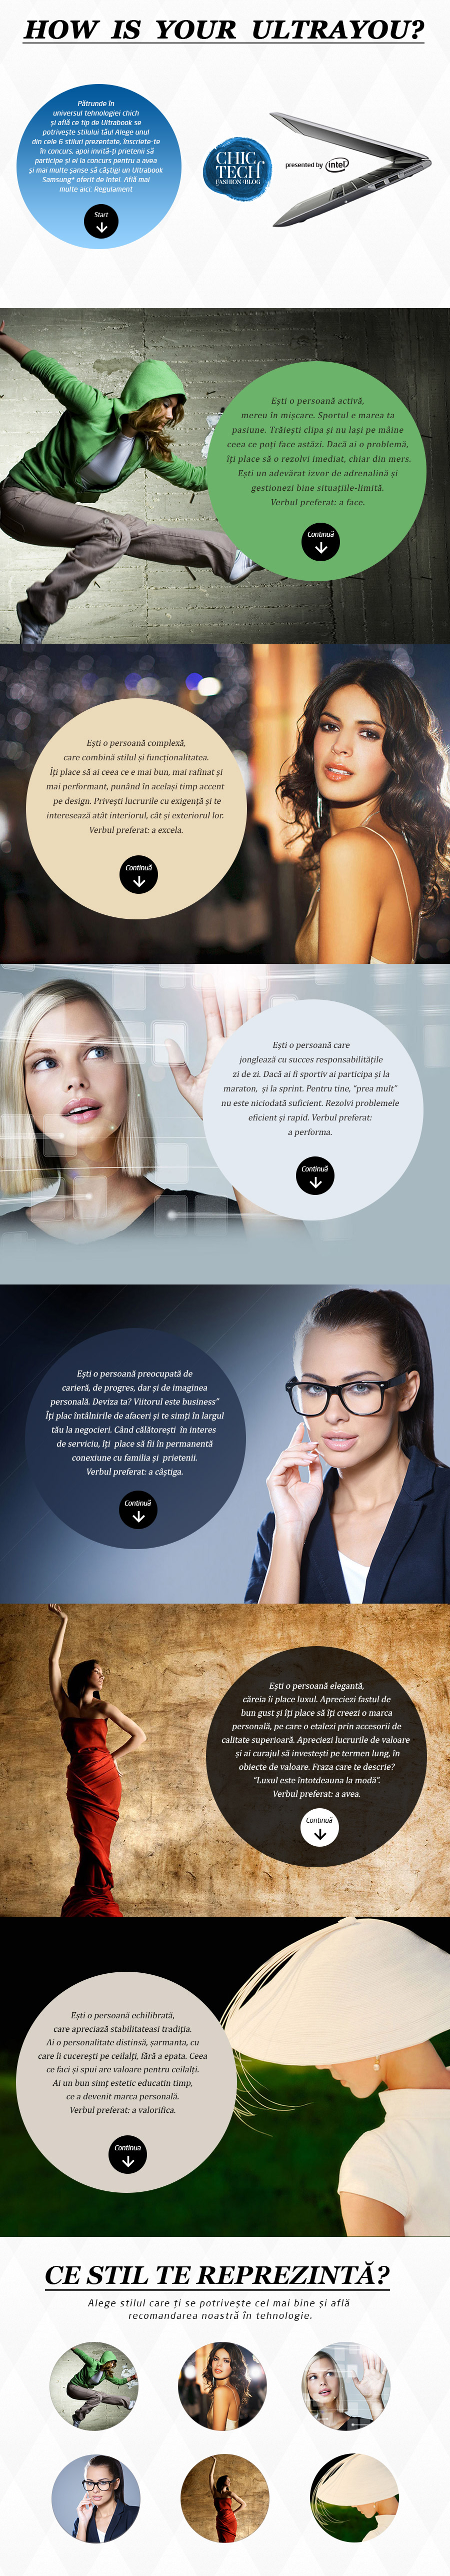 HOW IS YOUR ULTRAYOU?
Pătrunde în
universul tehnologiei chich
și află ce tip de Ultrabook se
potrivește stilului tău! Alege unul
din cele 6 stiluri prezentate, înscriete-te
în concurs, apoi invită-ți prietenii să
participe și ei la concurs pentru a avea
și mai multe șanse să câștigi un Ultrabook
Samsung* oferit de Intel. Află mai
multe aici: Regulament
Start
CHIC
TECH
FASHION·BLOG
presented by intel
Ești o persoană activă,
mereu în mișcare. Sportul e marea ta
pasiune. Trăiești clipa și nu lași pe mâine
ceea ce poți face astăzi. Dacă ai o problemă,
îți place să o rezolvi imediat, chiar din mers.
Ești un adevărat izvor de adrenalină și
gestionezi bine situațiile-limită.
Verbul preferat: a face.
Continuă
Ești o persoană complexă,
care combină stilul și funcționalitatea.
Îți place să ai ceea ce e mai bun, mai rafinat și
mai performant, punând în același timp accent
pe design. Privești lucrurile cu exigență și te
interesează atât interiorul, cât și exteriorul lor.
Verbul preferat: a excela.
Continuă
Ești o persoană care
jonglează cu succes responsabilitățile
zi de zi. Dacă ai fi sportiv ai participa și la
maraton, și la sprint. Pentru tine, "prea mult"
nu este niciodată suficient. Rezolvi problemele
eficient și rapid. Verbul preferat:
a performa.
Continuă
Ești o persoană preocupată de
carieră, de progres, dar și de imaginea
personală. Deviza ta? Viitorul este business"
Îți plac întâlnirile de afaceri și te simți în largul
tău la negocieri. Când călătorești în interes
de serviciu, îți place să fii în permanentă
conexiune cu familia și prietenii.
Verbul preferat: a câștiga.
Continuă
Ești o persoană elegantă,
căreia îi place luxul. Apreciezi fastul de
bun gust și îți place să îți creezi o marca
personală, pe care o etalezi prin accesorii de
calitate superioară. Apreciezi lucrurile de valoare
și ai curajul să investești pe termen lung, în
obiecte de valoare. Fraza care te descrie?
"Luxul este întotdeauna la modă".
Verbul preferat: a avea.
Continuă
Ești o persoană echilibrată,
care apreciază stabilitateasi tradiția.
Ai o personalitate distinsă, șarmanta, cu
care îi cucerești pe ceilalți, fără a epata. Ceea
ce faci și spui are valoare pentru ceilalți.
Ai un bun simț estetic educatin timp,
ce a devenit marca personală.
Verbul preferat: a valorifica.
Continua
CE STIL TE REPREZINTĂ?
Alege stilul care ți se potrivește cel mai bine și află
recomandarea noastră în tehnologie.